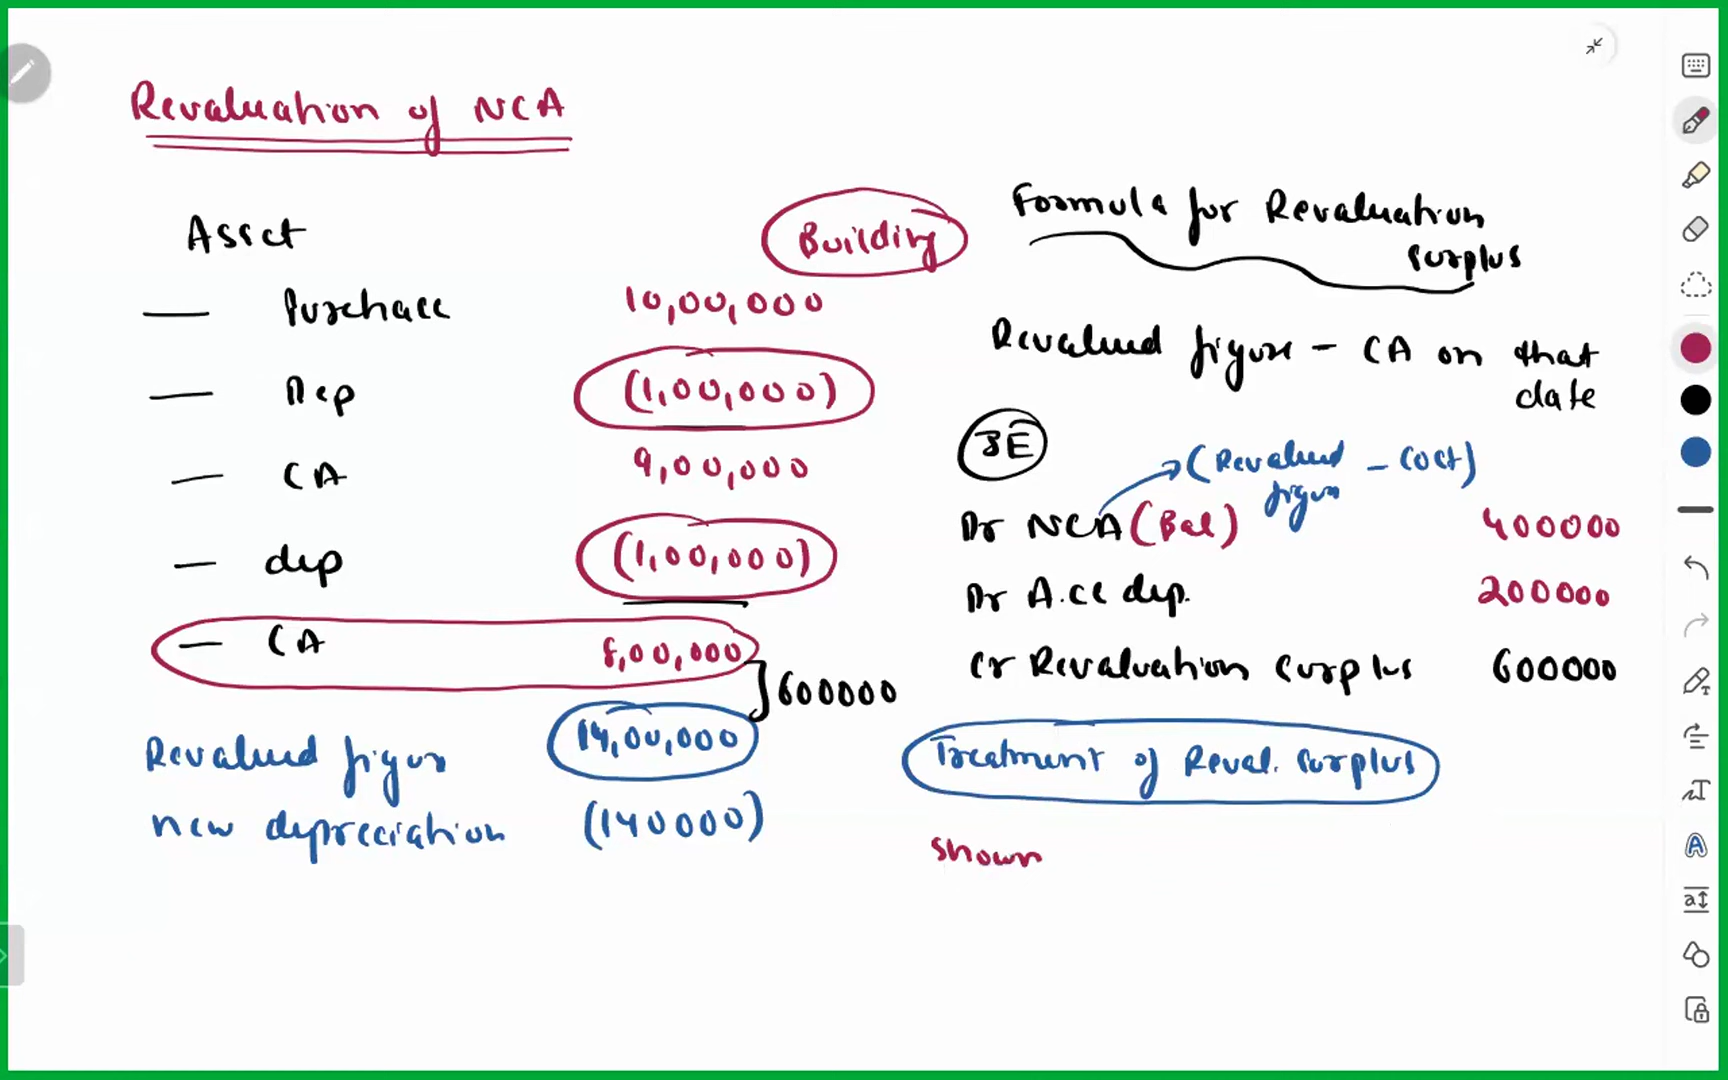 Revaluation of NCA
Asset
Building
— Purchase 10,00,000
— Dep (1,00,000)
— CA 9,00,000
— dep (1,00,000)
— CA 8,00,000
600000
Revalued figure 14,00,000
new depreciation (140000)
Formula for Revaluation
surplus
Revalued figure - CA on that
date
JE
(Revalued figure - cost)
Dr NCA (Bal) 400000
Dr A.cc dep. 200000
Cr Revaluation surplus 600000
Treatment of Reval. surplus
shown